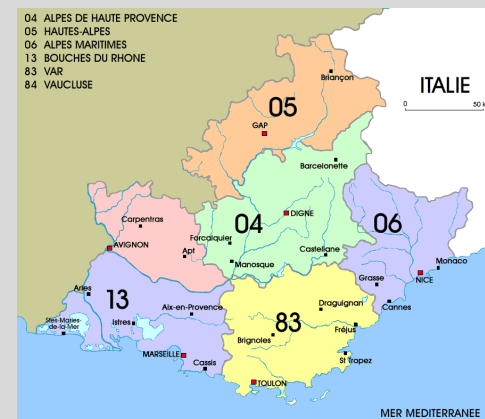 04 ALPES DE HAUTE PROVENCE
05 HAUTES-ALPES
06 ALPES MARITIMES
13 BOUCHES DU RHONE
83 VAR
84 VAUCLUSE
Briançon
ITALIE
0 50 k
05
GAP
Barcelonette
Carpentras
04
DIGNE
06
Forcalquier
AVIGNON
Apt
Castellane
Manosque
Monaco
Grasse
NICE
Arles
13
Aix-en-Provence
Draguignan
Cannes
Stes-Maries-
de-la-Mer
Istres
83
Fréjus
Brignoles
MARSEILLE
Cassis
St Tropez
TOULON
MER MEDITERRANEE